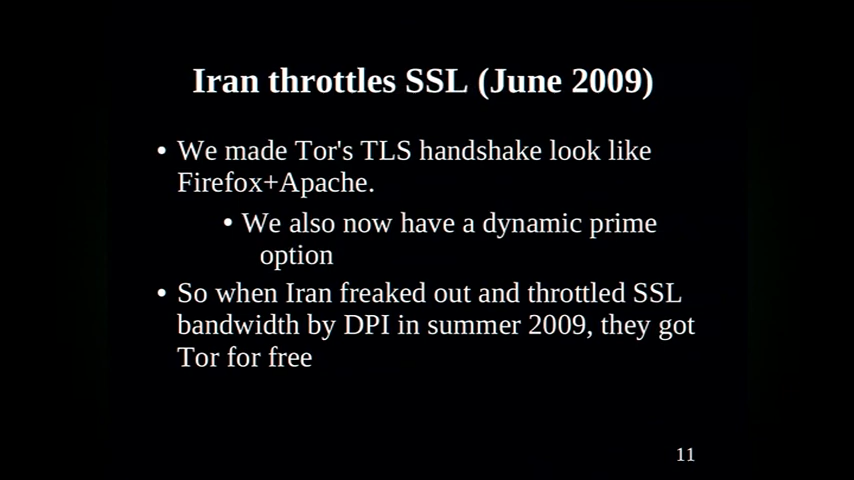 Iran throttles SSL (June 2009)
• We made Tor's TLS handshake look like
Firefox+Apache.
• We also now have a dynamic prime
option
• So when Iran freaked out and throttled SSL
bandwidth by DPI in summer 2009, they got
Tor for free
11